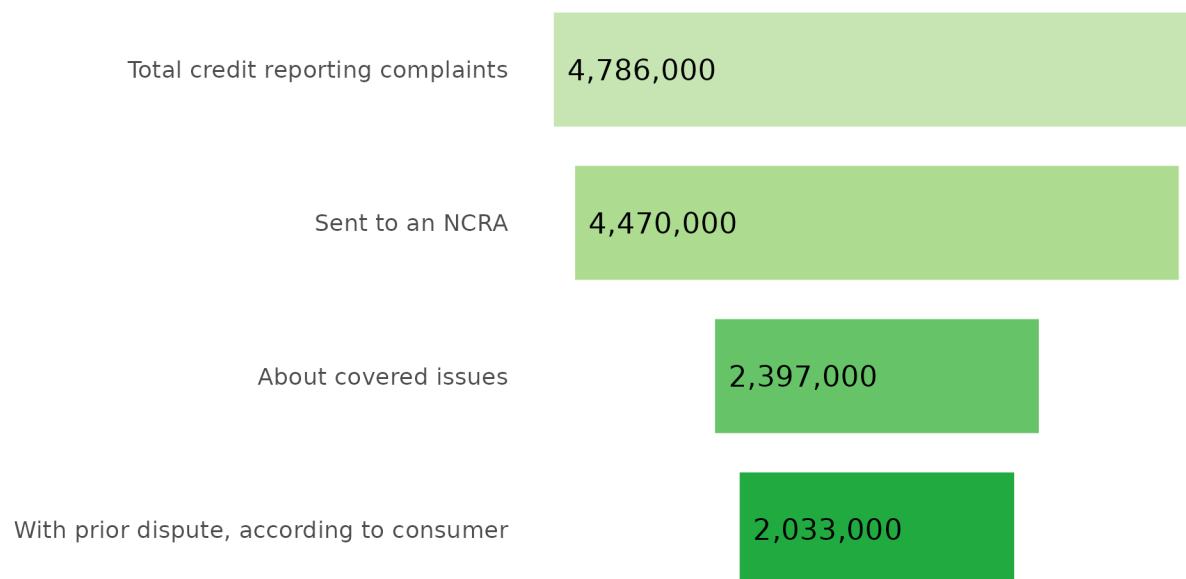 Total credit reporting complaints
4,786,000
Sent to an NCRA
4,470,000
About covered issues
2,397,000
With prior dispute, according to consumer
2,033,000